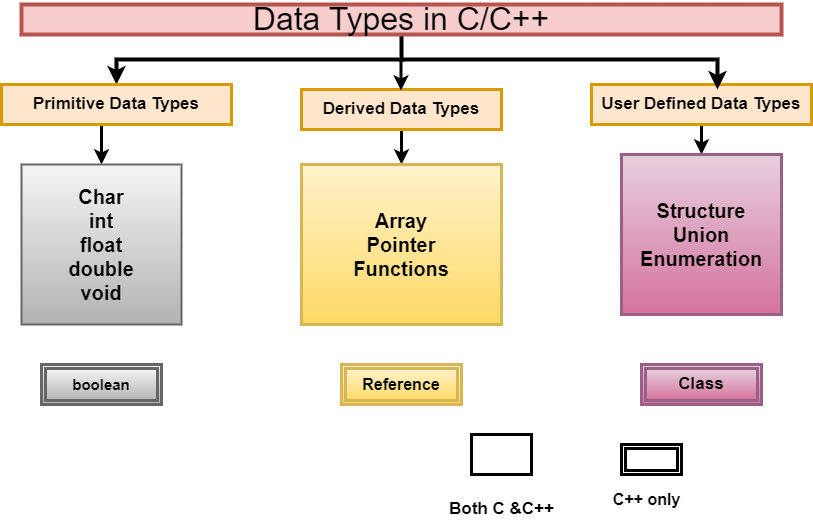 Data Types in C/C++
Primitive Data Types
Derived Data Types
User Defined Data Types
Char
int
float
double
void
Array
Pointer
Functions
Structure
Union
Enumeration
boolean
Reference
Class
Both C &C++
C++ only